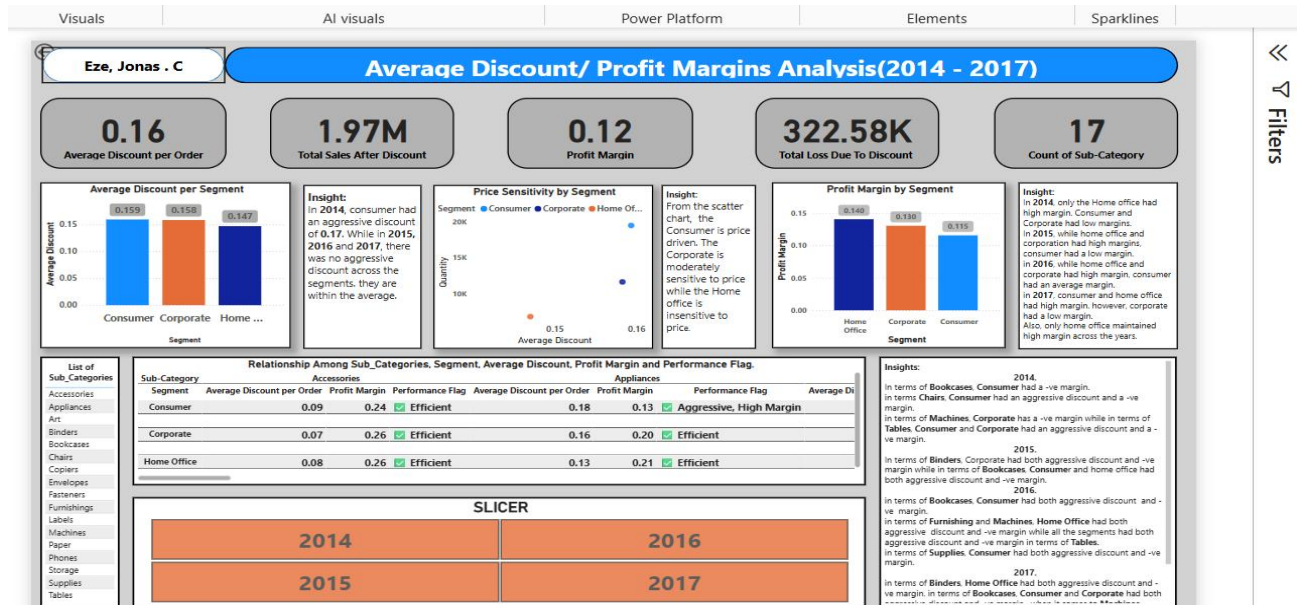 Visuals AI visuals Power Platform Elements Sparklines
Eze, Jonas . C
Average Discount/ Profit Margins Analysis(2014 - 2017)
0.16
Average Discount per Order
1.97M
Total Sales After Discount
0.12
Profit Margin
322.58K
Total Loss Due To Discount
17
Count of Sub-Category
Filters
Average Discount per Segment
Average Discount
0.15
0.10
0.05
0.00
0.159
0.158
0.147
Consumer Corporate Home ...
Segment
Insight:
In 2014, consumer had
an aggressive discount
of 0.17. While in 2015,
2016 and 2017, there
was no aggressive
discount across the
segments. they are
within the average.
Price Sensitivity by Segment
Segment Consumer Corporate Home Of...
Quantity
20K
15K
10K
0.15 0.16
Average Discount
Insight:
From the scatter
chart, the
Consumer is price
driven. The
Corporate is
moderately
sensitive to price
while the Home
office is
insensitive to
price.
Profit Margin by Segment
Profit Margin
0.15
0.10
0.05
0.00
0.140
0.130
0.115
Home
Office
Corporate
Consumer
Segment
Insight:
In 2014, only the Home office had
high margin. Consumer and
Corporate had low margins.
In 2015, while home office and
corporation had high margins,
consumer had a low margin.
in 2016, while home office and
corporate had high margin, consumer
had an average margin.
in 2017, consumer and home office
had high margin. however, corporate
had a low margin.
Also, only home office maintained
high margin across the years.
List of
Sub_Categories
Accessories
Appliances
Art
Binders
Bookcases
Chairs
Copiers
Envelopes
Fasteners
Furnishings
Labels
Machines
Paper
Phones
Storage
Supplies
Tables
Relationship Among Sub_Categories, Segment, Average Discount, Profit Margin and Performance Flag.
Sub-Category Accessories Appliances
Segment Average Discount per Order Profit Margin Performance Flag Average Discount per Order Profit Margin Performance Flag Average Di
Consumer 0.09 0.24 ✅ Efficient 0.18 0.13 ✅ Aggressive, High Margin
Corporate 0.07 0.26 ✅ Efficient 0.16 0.20 ✅ Efficient
Home Office 0.08 0.26 ✅ Efficient 0.13 0.21 ✅ Efficient
SLICER
2014 2016
2015 2017
Insights:
2014.
in terms of Bookcases, Consumer had a -ve margin.
in terms Chairs, Consumer had an aggressive discount and a -ve
margin.
in terms of Machines, Corporate has a -ve margin while in terms of
Tables, Consumer and Corporate had an aggressive discount and a -
ve margin.
2015.
In terms of Binders, Corporate had both aggressive discount and -ve
margin while in terms of Bookcases, Consumer and home office had
both aggressive discount and -ve margin.
2016.
in terms of Bookcases, Consumer had both aggressive discount and -
ve margin.
in terms of Furnishing and Machines, Home Office had both
aggressive discount and -ve margin while all the segments had both
aggressive discount and -ve margin in terms of Tables.
in terms of Supplies, Consumer had both aggressive discount and -ve
margin.
2017.
in terms of Binders, Home Office had both aggressive discount and -
ve margin. in terms of Bookcases, Consumer and Corporate had both